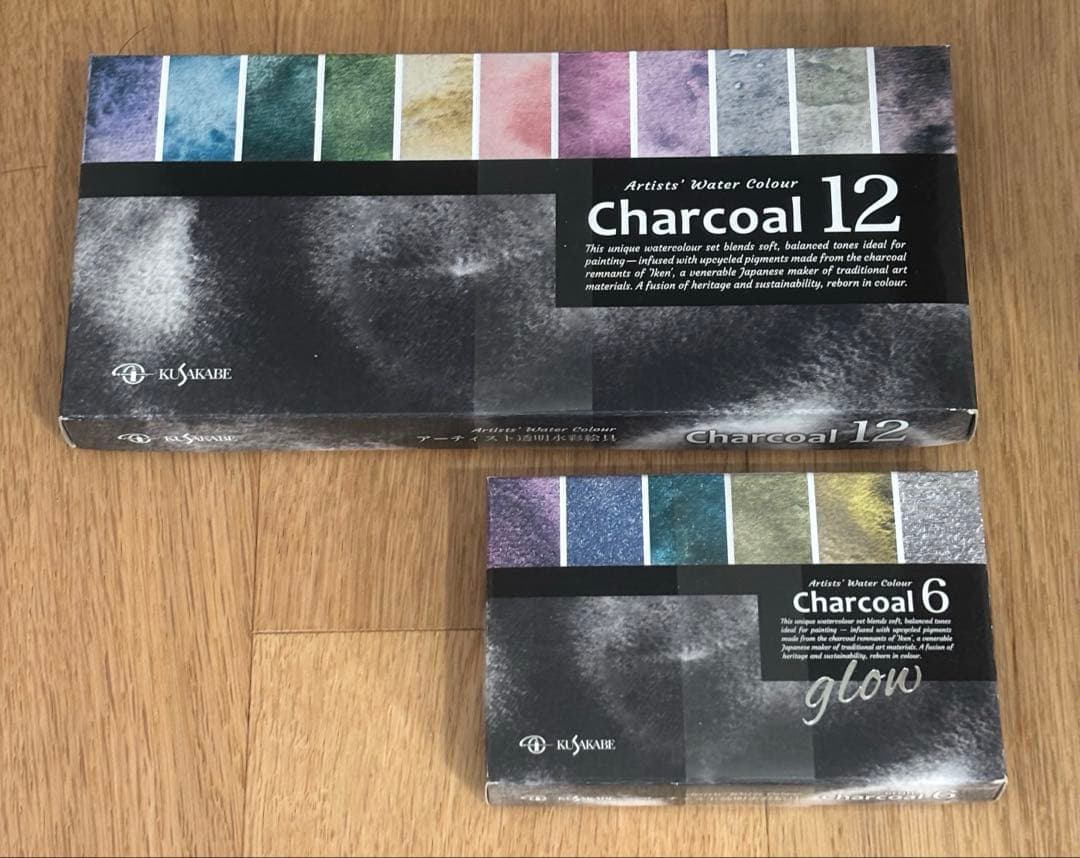 Artists' Water Colour
Charcoal 12
This unique watercolour set blends soft, balanced tones ideal for
painting — infused with upcycled pigments made from the charcoal
remnants of 'Iken', a venerable Japanese maker of traditional art
materials. A fusion of heritage and sustainability, reborn in colour.
KUSAKABE
KUSAKABE
Artists' Water Colour
アーティスト透明水彩絵具
Charcoal 12
Artists' Water Colour
Charcoal 6
This unique watercolour set blends soft, balanced tones
ideal for painting — infused with upcycled pigments
made from the charcoal remnants of 'Iken', a venerable
Japanese maker of traditional art materials. A fusion of
heritage and sustainability, reborn in colour.
glow
KUSAKABE
KUSAKABE
Charcoal 6